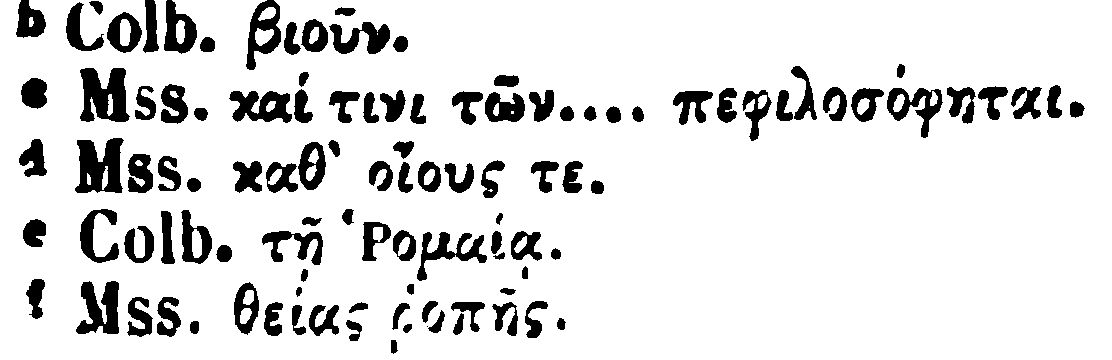 b Colb. βιοῦν.
c Mss. καί τινι τῶν.... πεφιλοσόφηται.
d Mss. καθ᾽ οἵους τε.
e Colb. τῇ Ῥομαίᾳ.
f Mss. θείας ῥοπῆς.